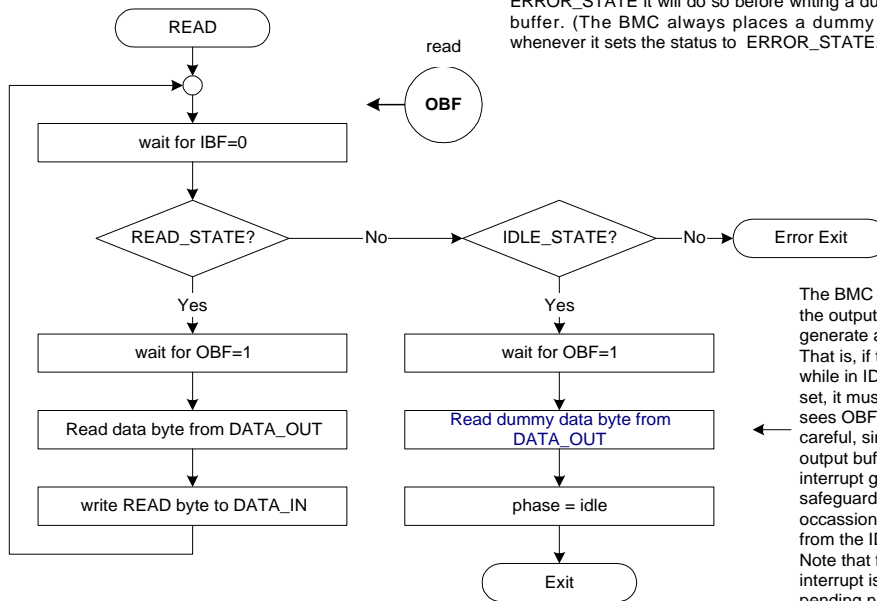 ERROR_STATE it will do so before writing a du
buffer. (The BMC always places a dummy
whenever it sets the status to ERROR_STATE.
READ
read
OBF
wait for IBF=0
READ_STATE?
No
IDLE_STATE?
No
Error Exit
Yes
Yes
wait for OBF=1
wait for OBF=1
Read data byte from DATA_OUT
Read dummy data byte from
DATA_OUT
write READ byte to DATA_IN
phase = idle
Exit
The BMC
the output
generate a
That is, if
while in ID
set, it mus
sees OBF
careful, sin
output buf
interrupt g
safeguard
occassion
from the ID
Note that
interrupt is
pending n